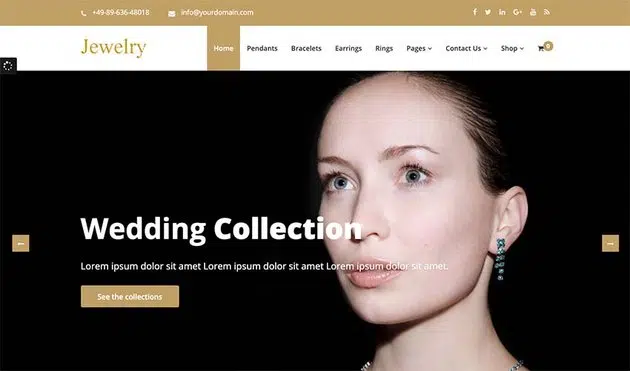 +49-89-636-48018 info@yourdomain.com
Jewelry
Home Pendants Bracelets Earrings Rings Pages Contact Us Shop 0
Wedding Collection
Lorem ipsum dolor sit amet Lorem ipsum dolor sit amet Lorem ipsum dolor sit amet.
See the collections